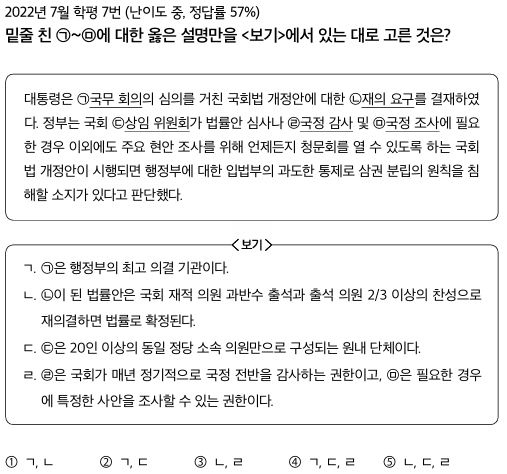 2022년 7월 학평 7번 (난이도 중, 정답률 57%)
밑줄 친 ㉠~㉤에 대한 옳은 설명만을 <보기>에서 있는 대로 고른 것은?
대통령은 ㉠국무 회의의 심의를 거친 국회법 개정안에 대한 ㉡재의 요구를 결재하였
다. 정부는 국회 ㉢상임 위원회가 법률안 심사나 ㉣국정 감사 및 ㉤국정 조사에 필요
한 경우 이외에도 주요 현안 조사를 위해 언제든지 청문회를 열 수 있도록 하는 국회
법 개정안이 시행되면 행정부에 대한 입법부의 과도한 통제로 삼권 분립의 원칙을 침
해할 소지가 있다고 판단했다.
<보기>
ㄱ. ㉠은 행정부의 최고 의결 기관이다.
ㄴ. ㉡이 된 법률안은 국회 재적 의원 과반수 출석과 출석 의원 2/3 이상의 찬성으로
재의결하면 법률로 확정된다.
ㄷ. ㉢은 20인 이상의 동일 정당 소속 의원만으로 구성되는 원내 단체이다.
ㄹ. ㉣은 국회가 매년 정기적으로 국정 전반을 감사하는 권한이고, ㉤은 필요한 경우
에 특정한 사안을 조사할 수 있는 권한이다.
① ㄱ, ㄴ ② ㄱ, ㄷ ③ ㄴ, ㄹ ④ ㄱ, ㄷ, ㄹ ⑤ ㄴ, ㄷ, ㄹ